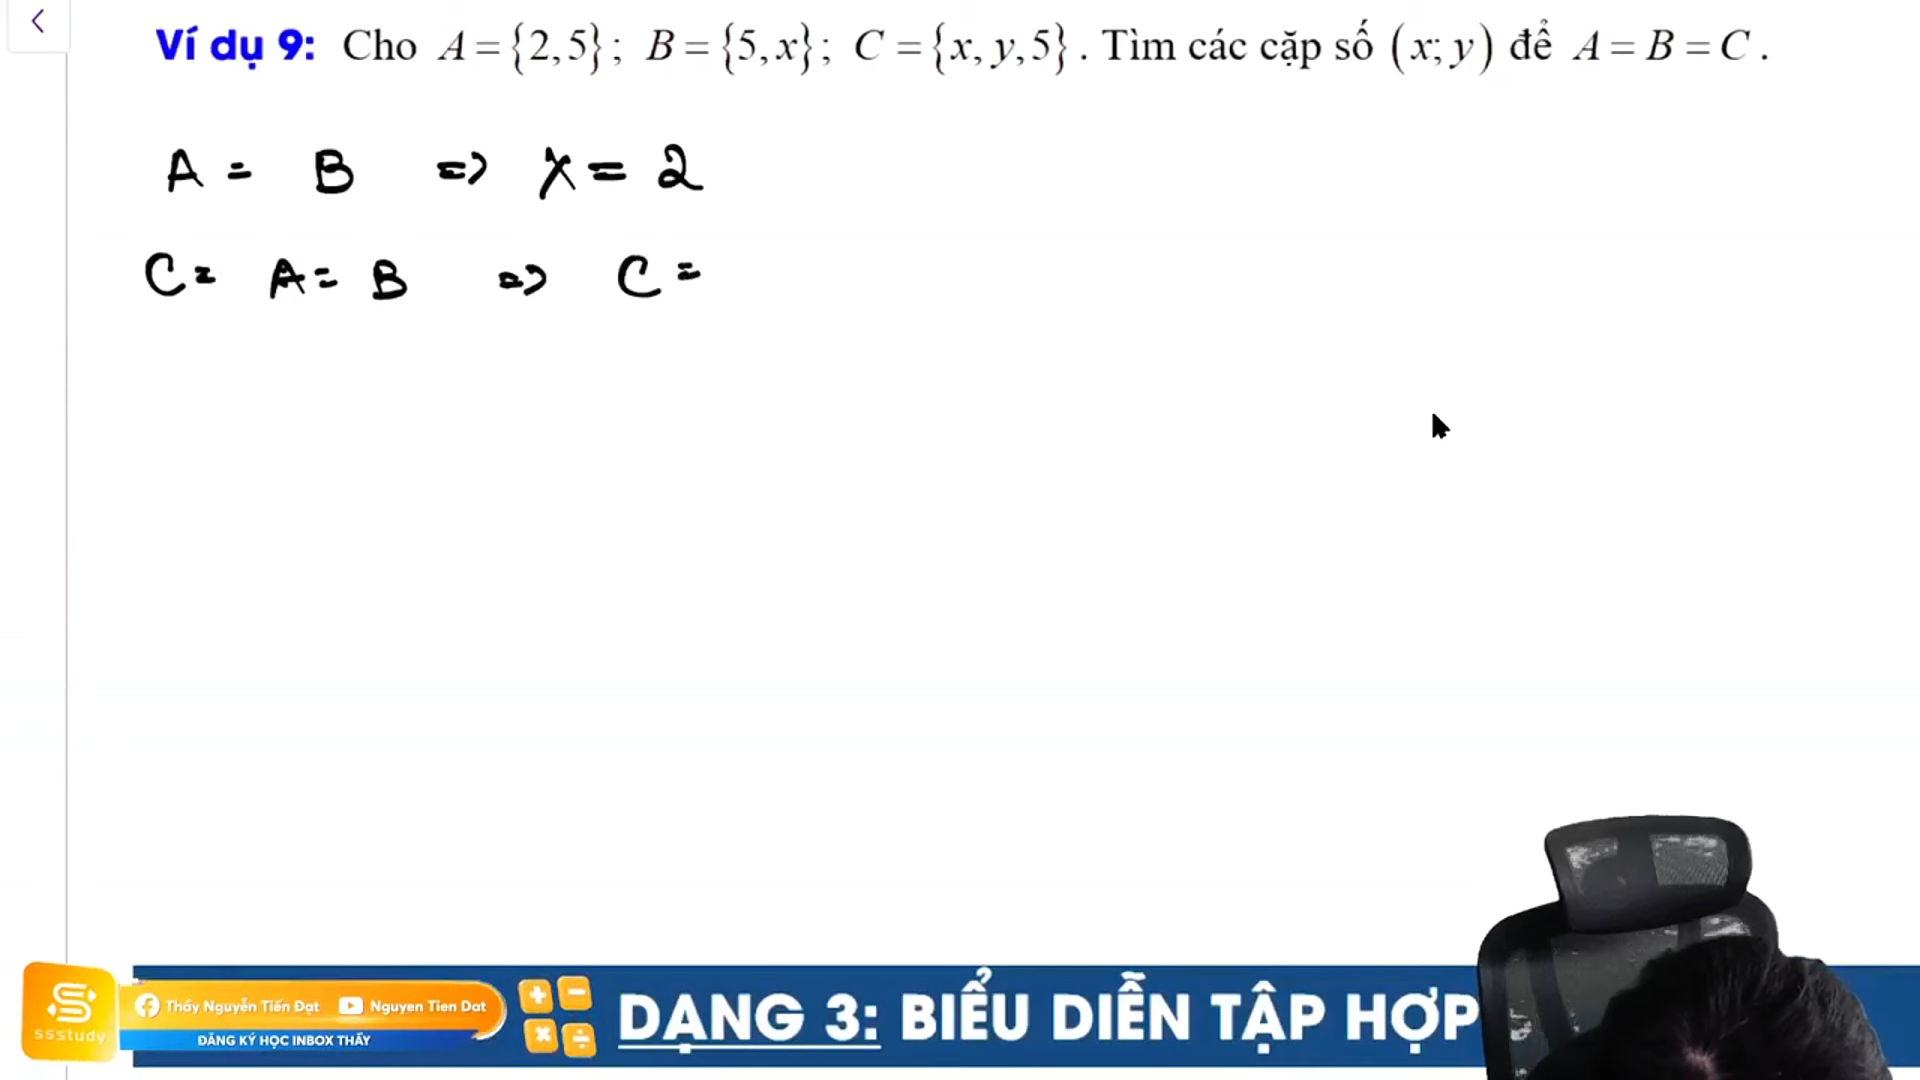 Ví dụ 9: Cho A = {2,5}; B = {5, x}; C = {x, y, 5}. Tìm các cặp số (x; y) để A = B = C.
A = B => x = 2
C = A = B => C =
ssstudy
Thầy Nguyễn Tiến Đạt Nguyen Tien Dat
ĐĂNG KÝ HỌC INBOX THẦY
DẠNG 3: BIỂU DIỄN TẬP HỢP